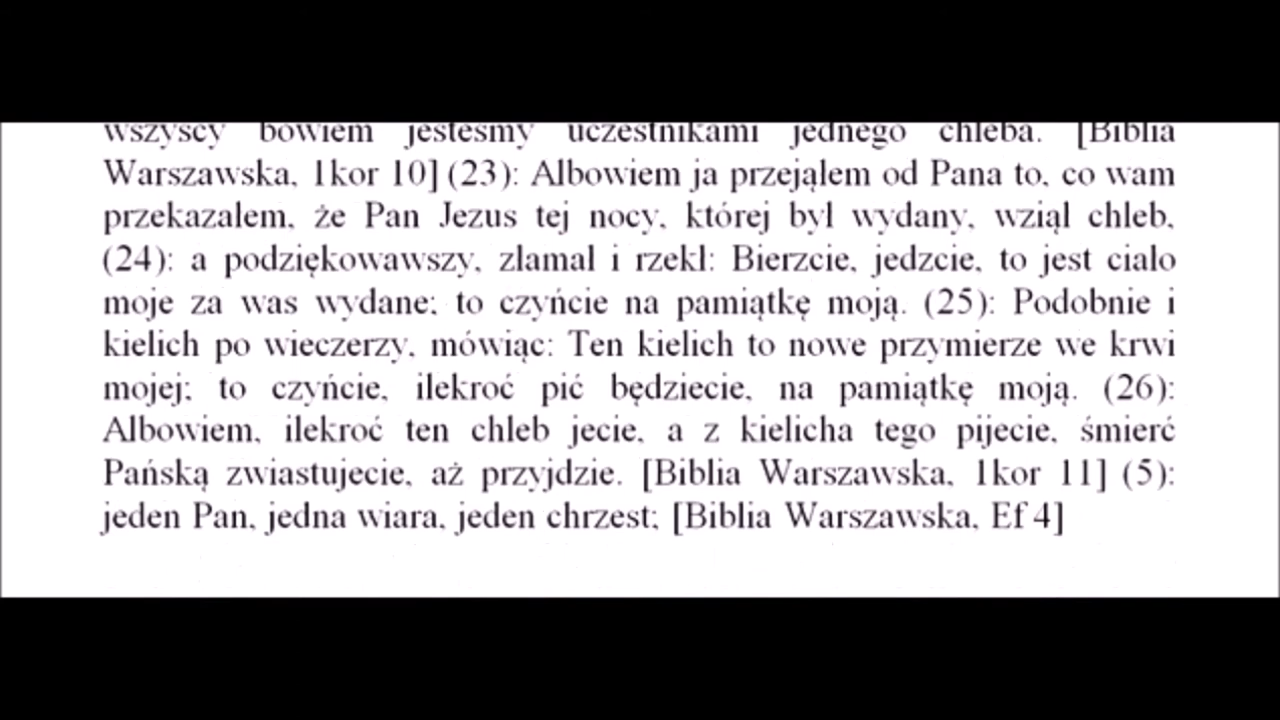 wszyscy bowiem jesteśmy uczestnikami jednego chleba. [Biblia
Warszawska, 1kor 10] (23): Albowiem ja przejąłem od Pana to, co wam
przekazałem, że Pan Jezus tej nocy, której był wydany, wziął chleb,
(24): a podziękowawszy, złamał i rzekł: Bierzcie, jedzcie, to jest ciało
moje za was wydane; to czyńcie na pamiątkę moją. (25): Podobnie i
kielich po wieczerzy, mówiąc: Ten kielich to nowe przymierze we krwi
mojej; to czyńcie, ilekroć pić będziecie, na pamiątkę moją. (26):
Albowiem, ilekroć ten chleb jecie, a z kielicha tego pijecie, śmierć
Pańską zwiastujecie, aż przyjdzie. [Biblia Warszawska, 1kor 11] (5):
jeden Pan, jedna wiara, jeden chrzest; [Biblia Warszawska, Ef 4]